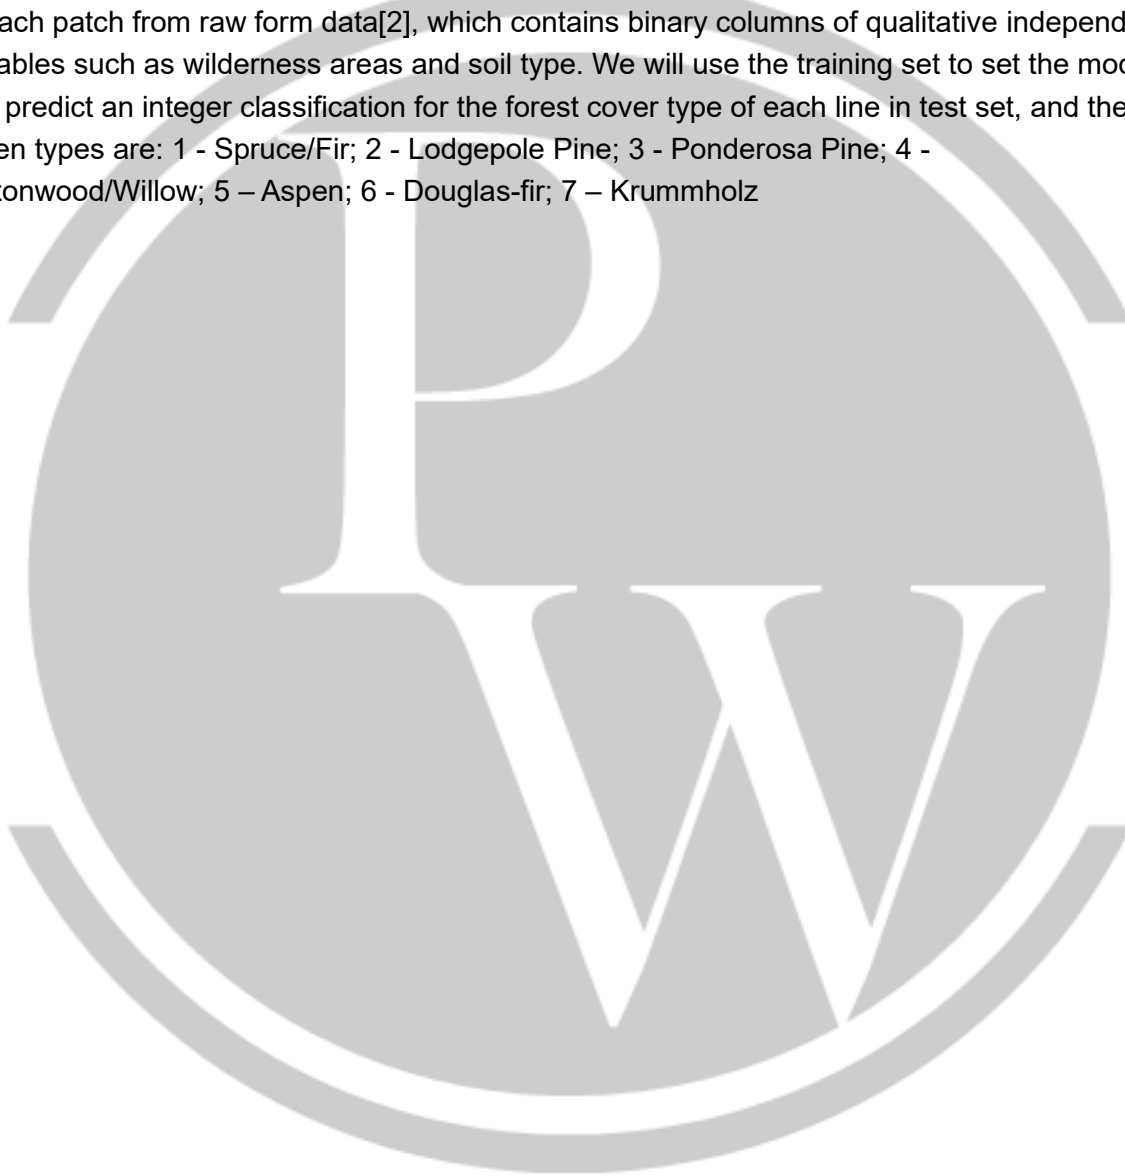 ach patch from raw form data[2], which contains binary columns of qualitative independ
ables such as wilderness areas and soil type. We will use the training set to set the mod
predict an integer classification for the forest cover type of each line in test set, and the
en types are: 1 - Spruce/Fir; 2 - Lodgepole Pine; 3 - Ponderosa Pine; 4 -
tonwood/Willow; 5 – Aspen; 6 - Douglas-fir; 7 – Krummholz
P
W